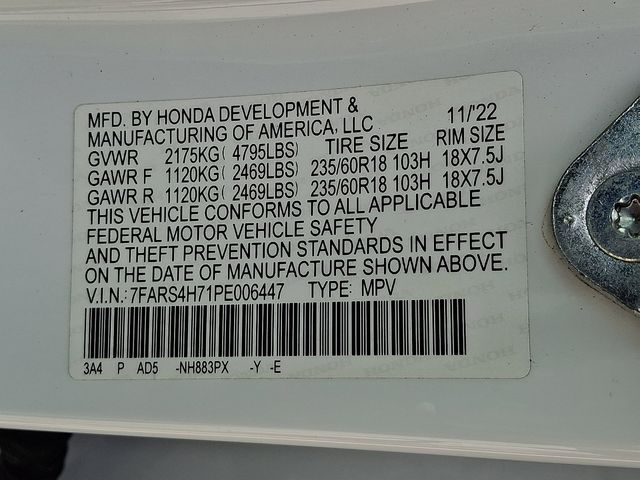 MFD. BY HONDA DEVELOPMENT &
MANUFACTURING OF AMERICA, LLC 11/'22
GVWR 2175KG( 4795LBS) TIRE SIZE RIM SIZE
GAWR F 1120KG( 2469LBS) 235/60R18 103H 18X7.5J
GAWR R 1120KG( 2469LBS) 235/60R18 103H 18X7.5J
THIS VEHICLE CONFORMS TO ALL APPLICABLE
FEDERAL MOTOR VEHICLE SAFETY
AND THEFT PREVENTION STANDARDS IN EFFECT
ON THE DATE OF MANUFACTURE SHOWN ABOVE.
V.I.N.:7FARS4H71PE006447 TYPE: MPV
3A4 P AD5 -NH883PX -Y -E